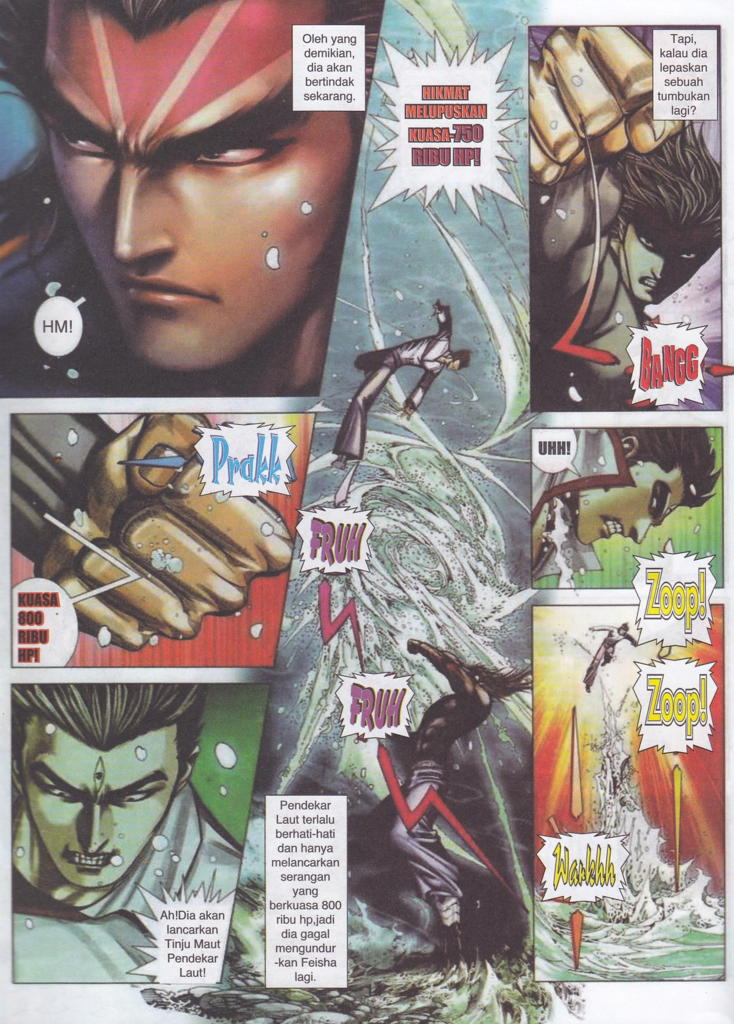 Oleh yang
demikian,
dia akan
bertindak
sekarang.
HM!
HIKMAT
MELUPUSKAN
KUASA-750
RIBU HP!
Tapi,
kalau dia
lepaskan
sebuah
tumbukan
lagi?
BANGG
Prakk
KUASA
800
RIBU
HP!
FRUH
UHH!
Zoop!
Zoop!
FRUH
Ah!Dia akan
lancarkan
Tinju Maut
Pendekar
Laut!
Pendekar
Laut terlalu
berhati-hati
dan hanya
melancarkan
serangan
yang
berkuasa 800
ribu hp,jadi
dia gagal
mengundur
-kan Feisha
lagi.
Warkhh